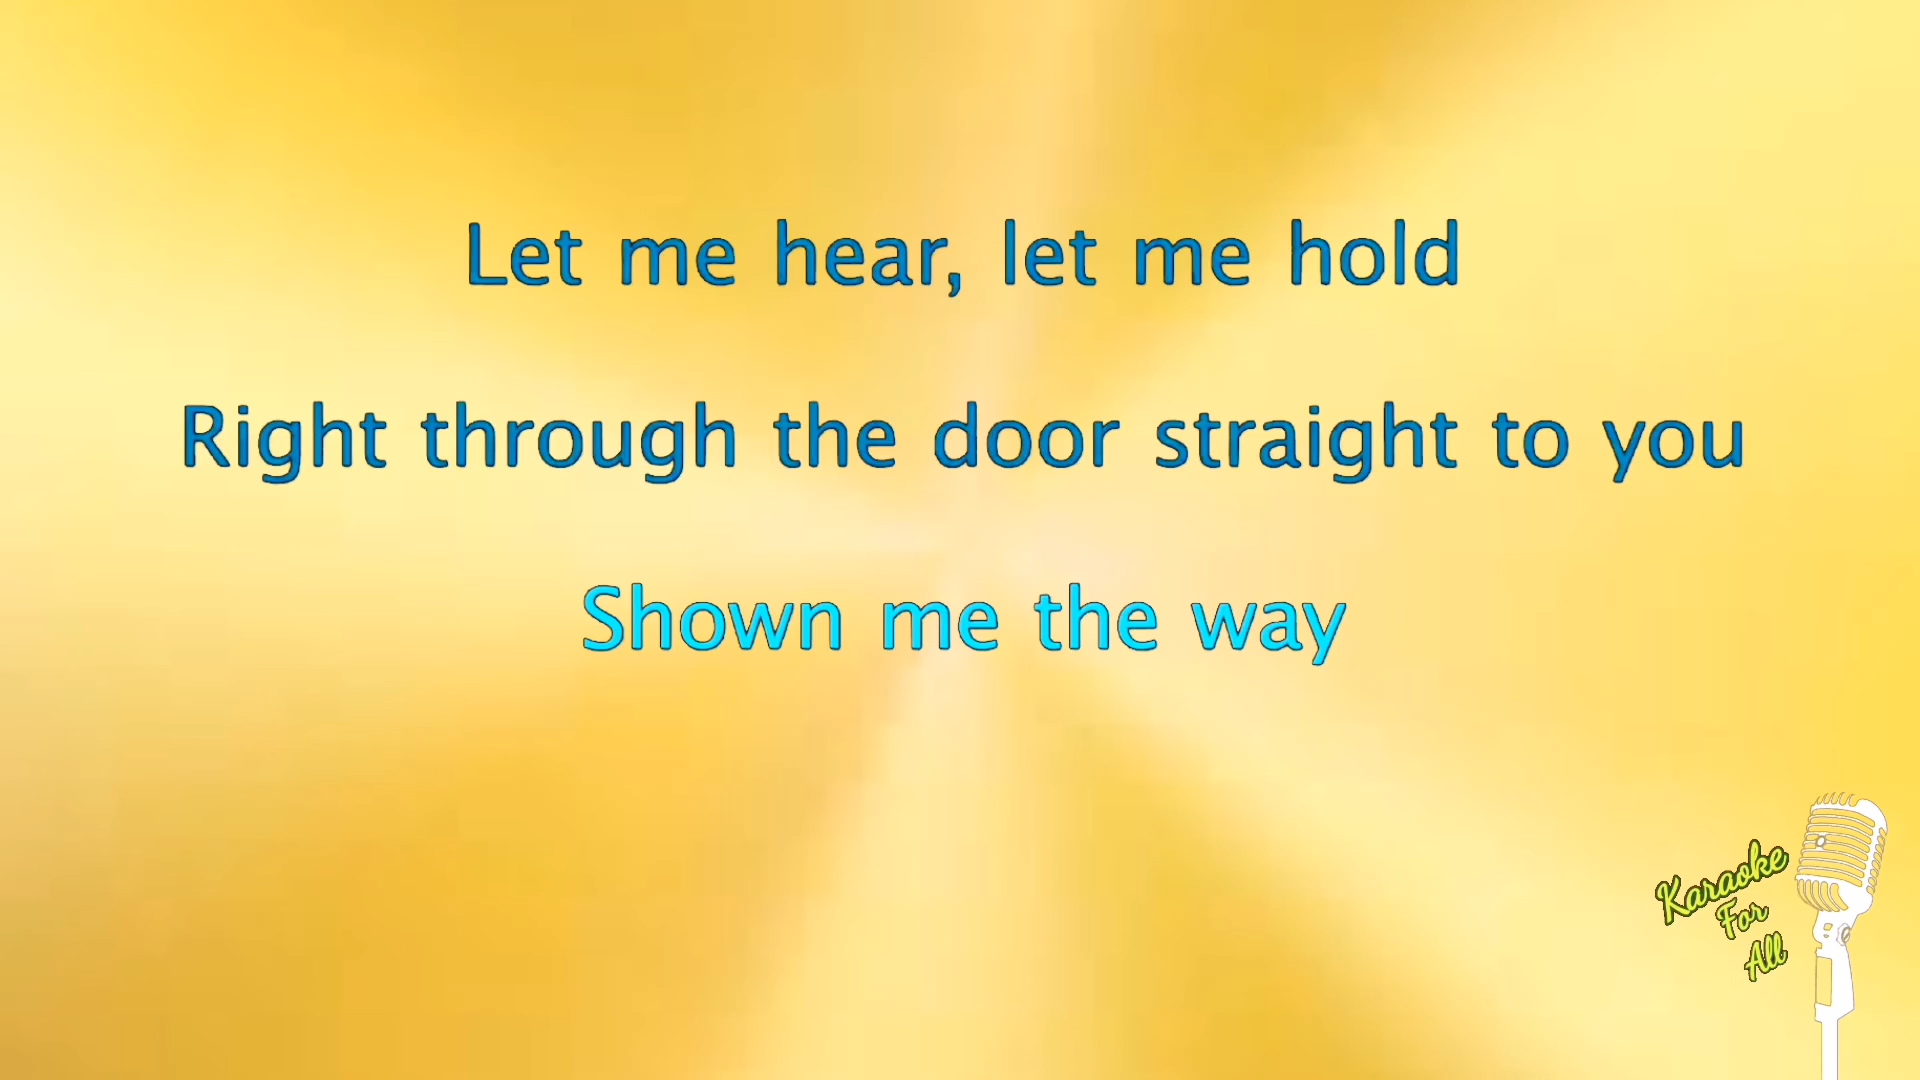 Let me hear, let me hold
Right through the door straight to you
Shown me the way
Karaoke
For
All